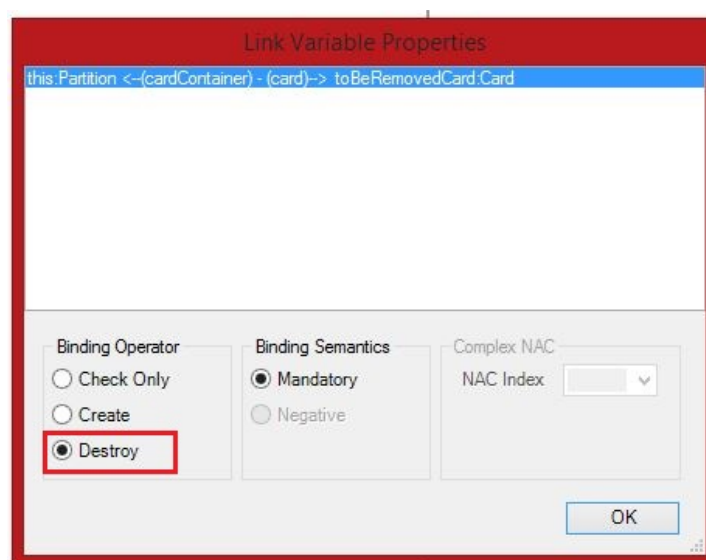 Link Variable Properties
this:Partition <--(cardContainer) - (card)--> toBeRemovedCard:Card
Binding Operator
Check Only
Create
Destroy
Binding Semantics
Mandatory
Negative
Complex NAC
NAC Index
OK